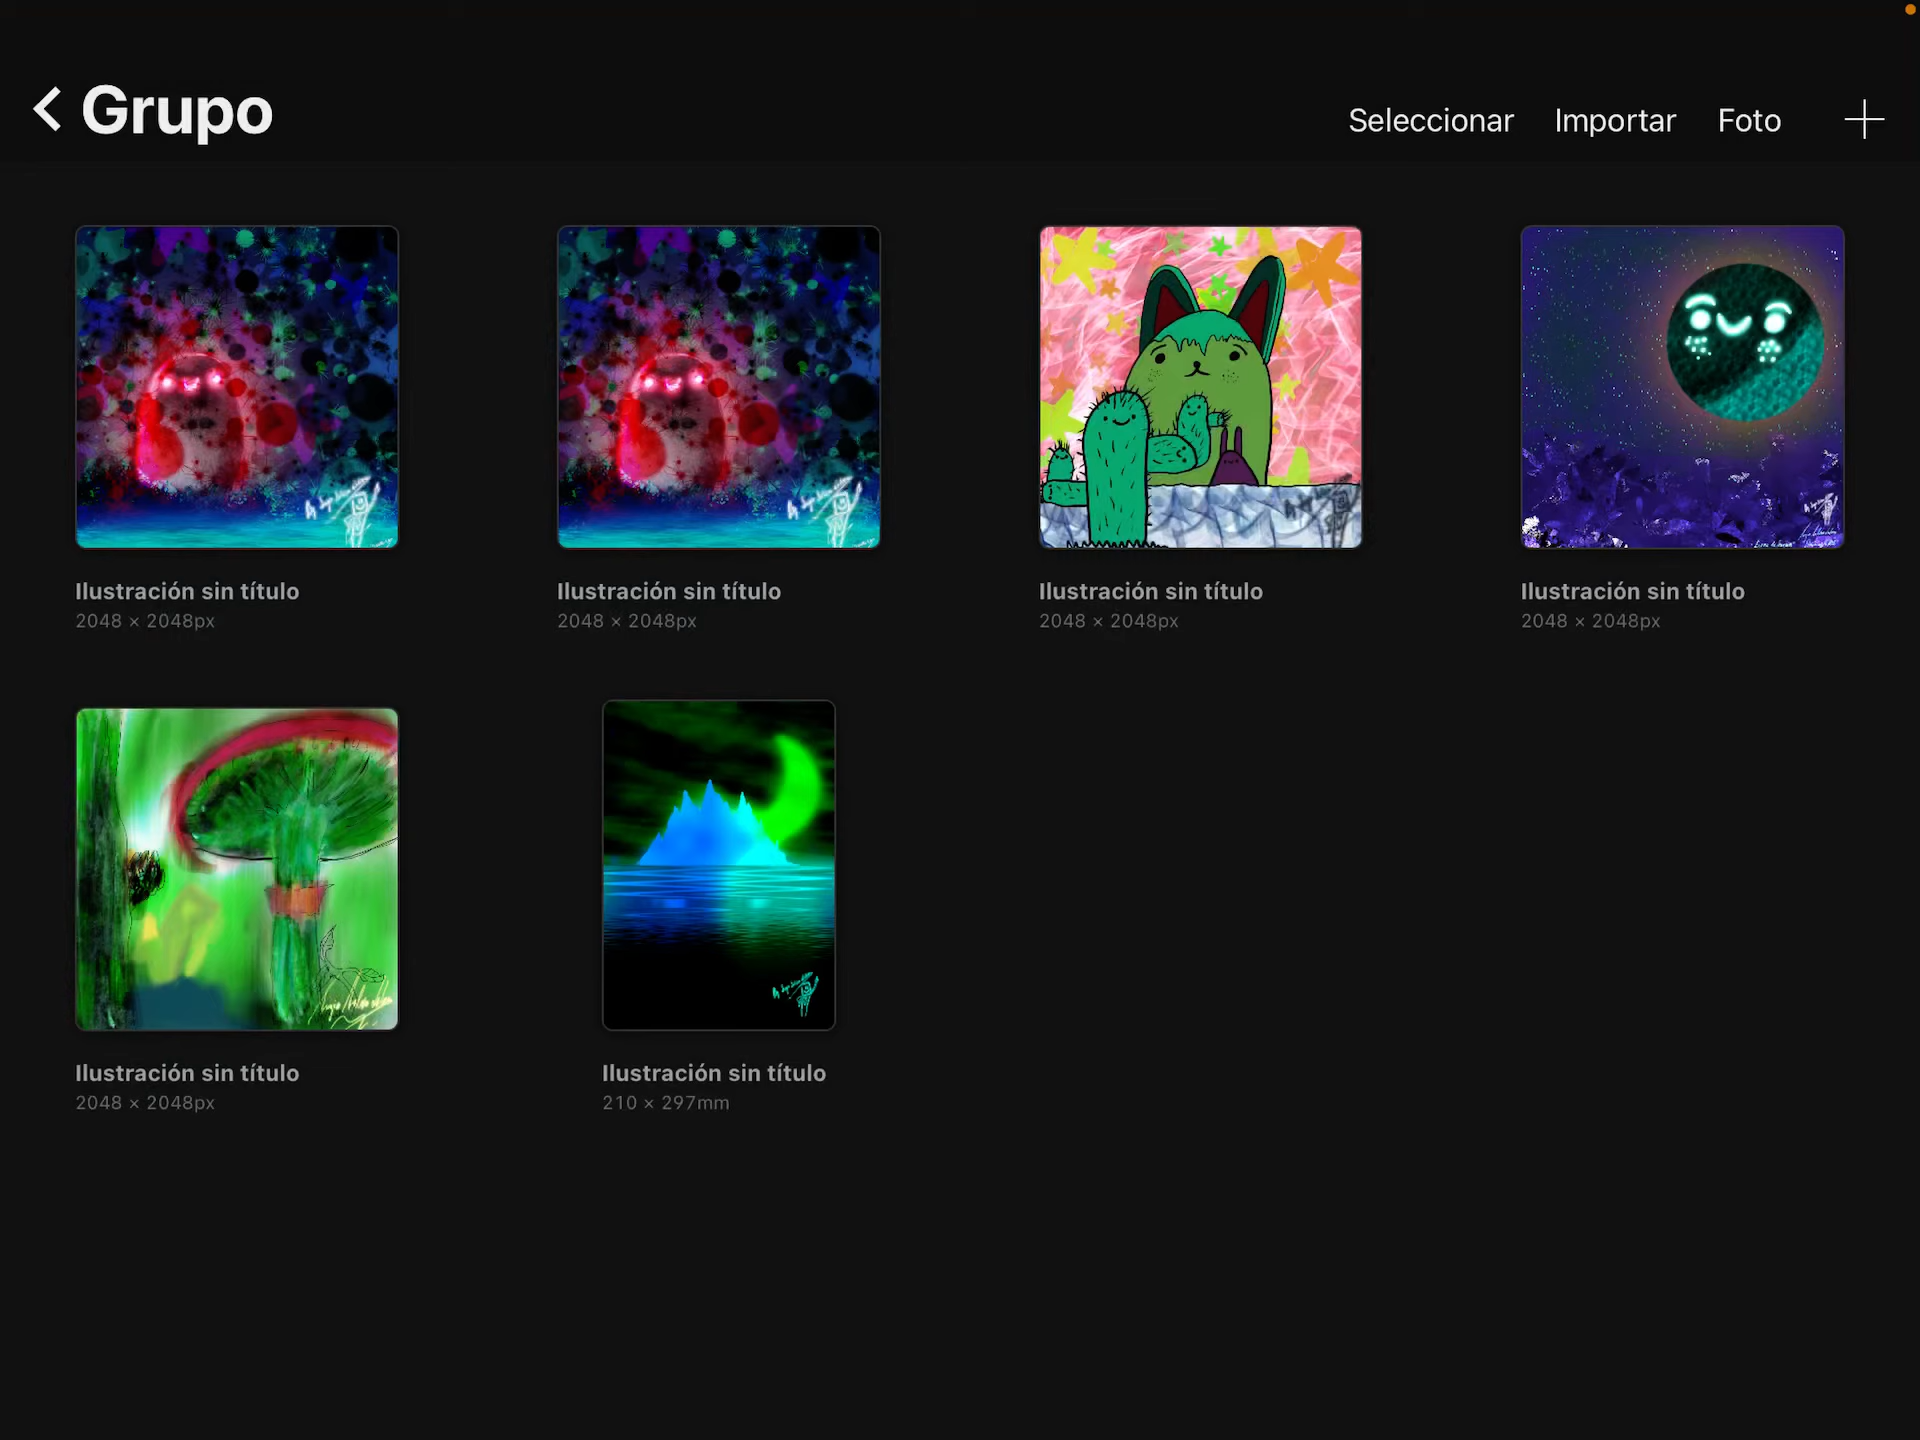 Grupo
Seleccionar Importar Foto
Ilustración sin título
2048 × 2048px
Ilustración sin título
2048 × 2048px
Ilustración sin título
2048 × 2048px
Ilustración sin título
2048 × 2048px
Ilustración sin título
2048 × 2048px
Ilustración sin título
210 × 297mm